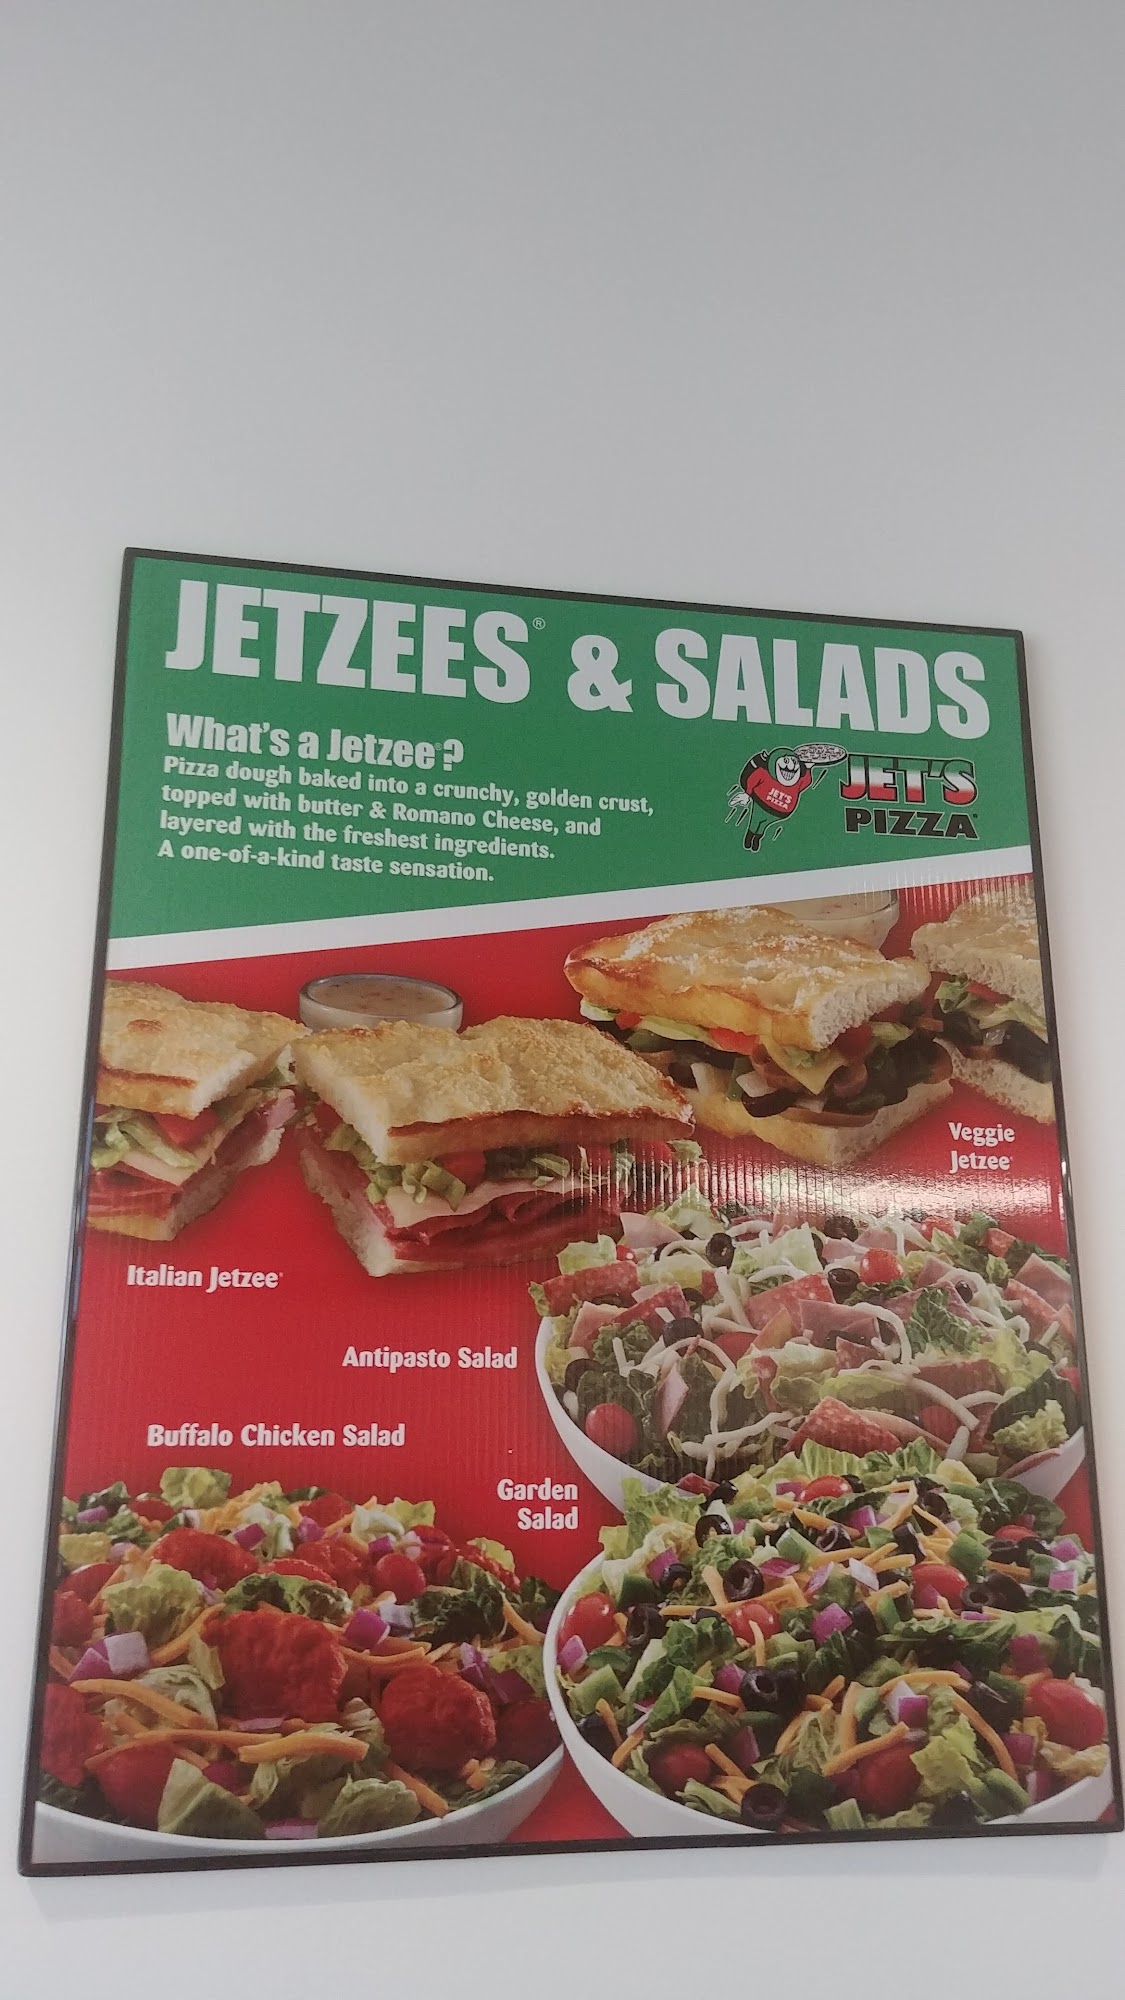 JETZEES® & SALADS
What's a Jetzee®?
Pizza dough baked into a crunchy, golden crust,
topped with butter & Romano Cheese, and
layered with the freshest ingredients.
A one-of-a-kind taste sensation.
JET'S
PIZZA
JET'S
PIZZA®
Veggie
Jetzee®
Italian Jetzee®
Antipasto Salad
Buffalo Chicken Salad
Garden
Salad